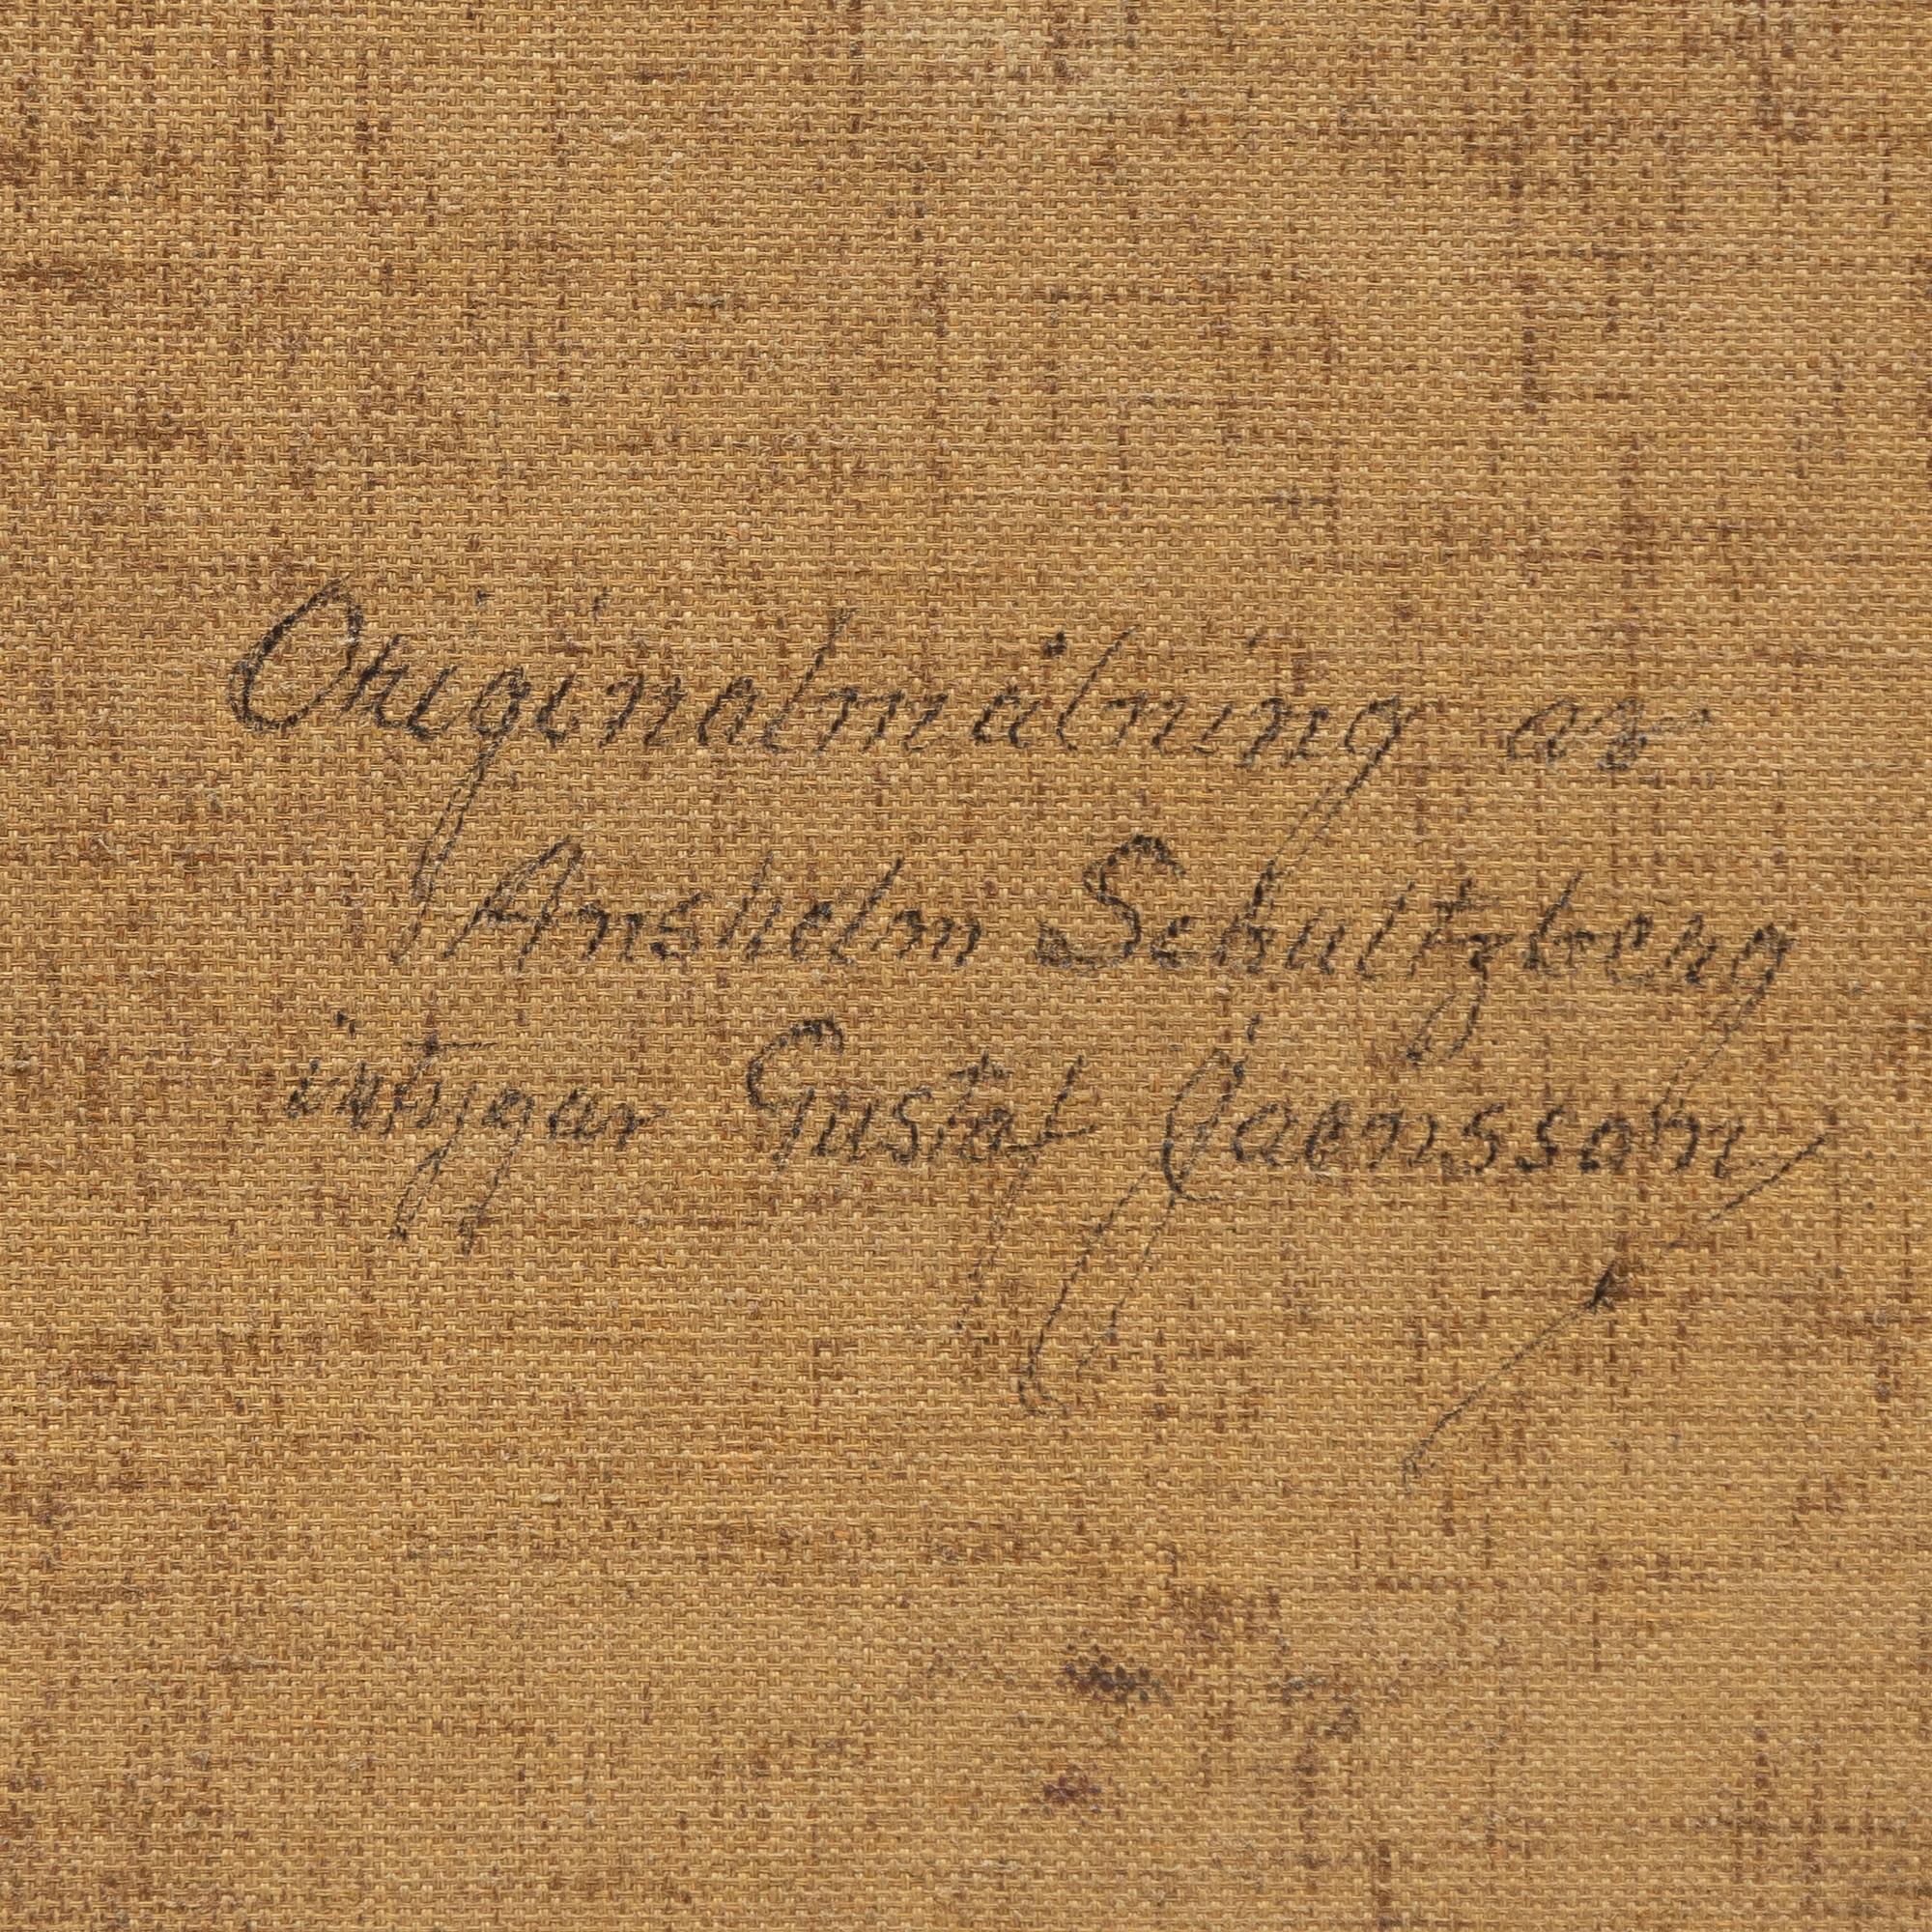 Originalmålning av
Anshelm Schultzberg
intygar Gustaf Jaensson